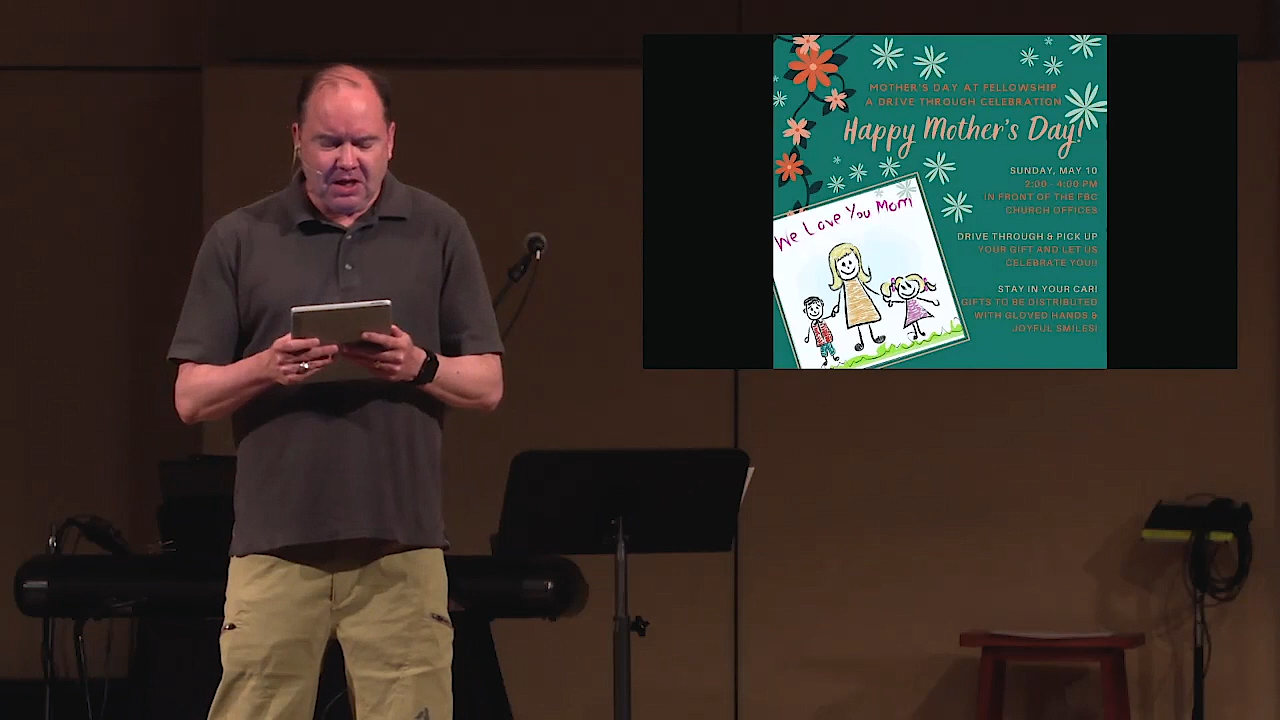 MOTHER'S DAY AT FELLOWSHIP
A DRIVE THROUGH CELEBRATION
Happy Mother's Day!
SUNDAY, MAY 10
2:00 - 4:00 PM
IN FRONT OF THE FBC
CHURCH OFFICES
We Love You Mom
DRIVE THROUGH & PICK UP
YOUR GIFT AND LET US
CELEBRATE YOU!!
STAY IN YOUR CAR!
GIFTS TO BE DISTRIBUTED
WITH GLOVED HANDS &
JOYFUL SMILES!